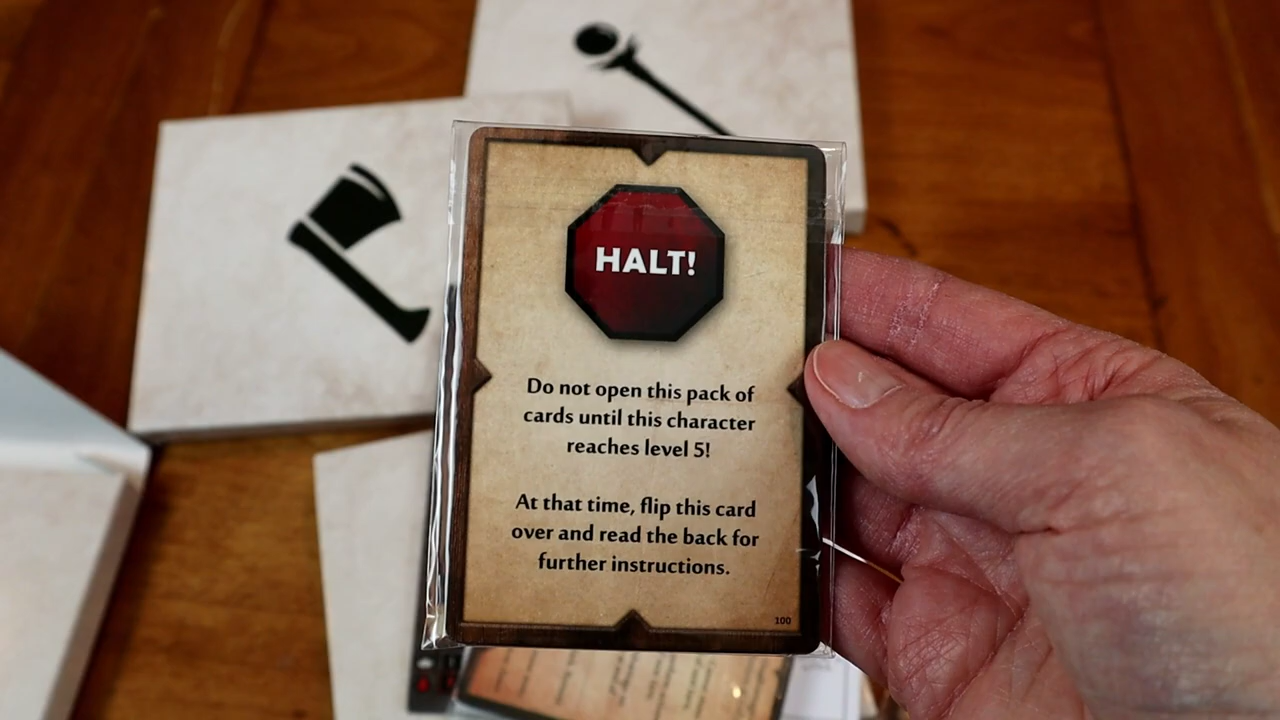 HALT!
Do not open this pack of
cards until this character
reaches level 5!
At that time, flip this card
over and read the back for
further instructions.
100